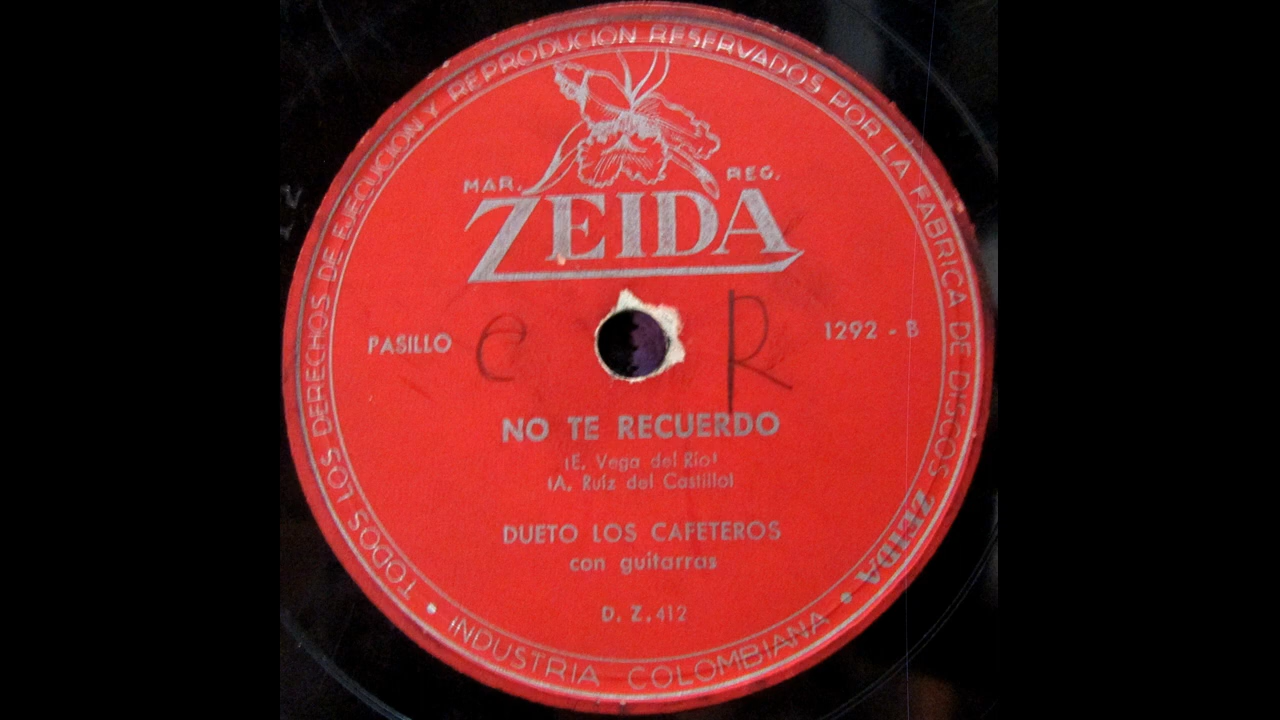 TODOS LOS DERECHOS DE EJECUCION Y REPRODUCION RESERVADOS POR LA FABRICA DE DISCOS ZEIDA • INDUSTRIA COLOMBIANA •
MAR. REG.
ZEIDA
PASILLO
C R
1292 - B
NO TE RECUERDO
(E. Vega del Rio)
(A. Ruiz del Castillo)
DUETO LOS CAFETEROS
con guitarras
D. Z. 412